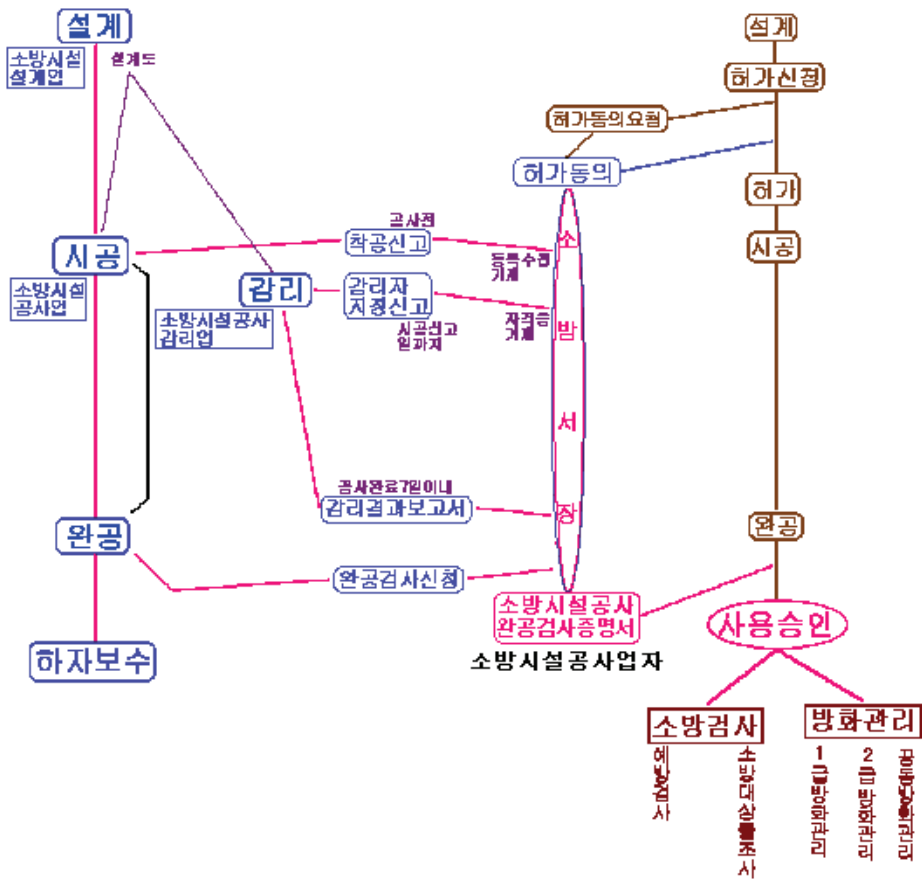 설계
소방시설
설계업
설계도
설계
허가신청
허가동의요청
허가동의
허가
시공
소방시설
공사업
감리
소방시설공사
감리업
공사전
착공신고
감리자
지정신고
시공신고
일까지
등록수첩
기재
자격증
기재
소방서장
시공
공사완료7일이내
감리결과보고서
완공
완공검사신청
완공
소방시설공사
완공검사증명서
소방시설공사업자
사용승인
하자보수
소방검사
방화관리
예방검사
소방대상물조사
1급방화관리
2급방화관리
공동방화관리